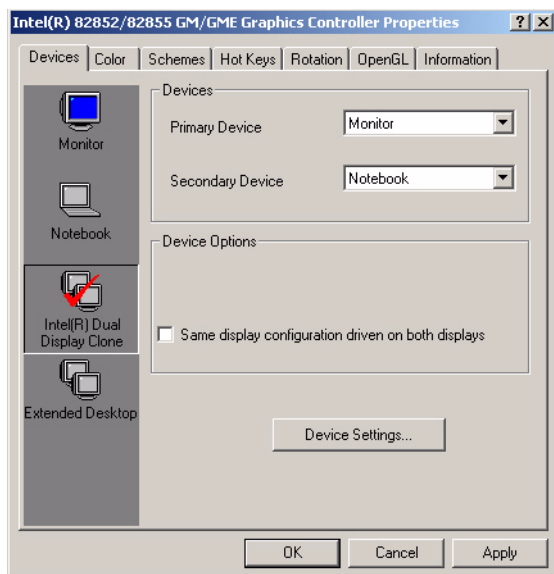 Intel(R) 82852/82855 GM/GME Graphics Controller Properties
Devices Color Schemes Hot Keys Rotation OpenGL Information
Monitor
Notebook
Intel(R) Dual
Display Clone
Extended Desktop
Devices
Primary Device Monitor
Secondary Device Notebook
Device Options
Same display configuration driven on both displays
Device Settings...
OK Cancel Apply